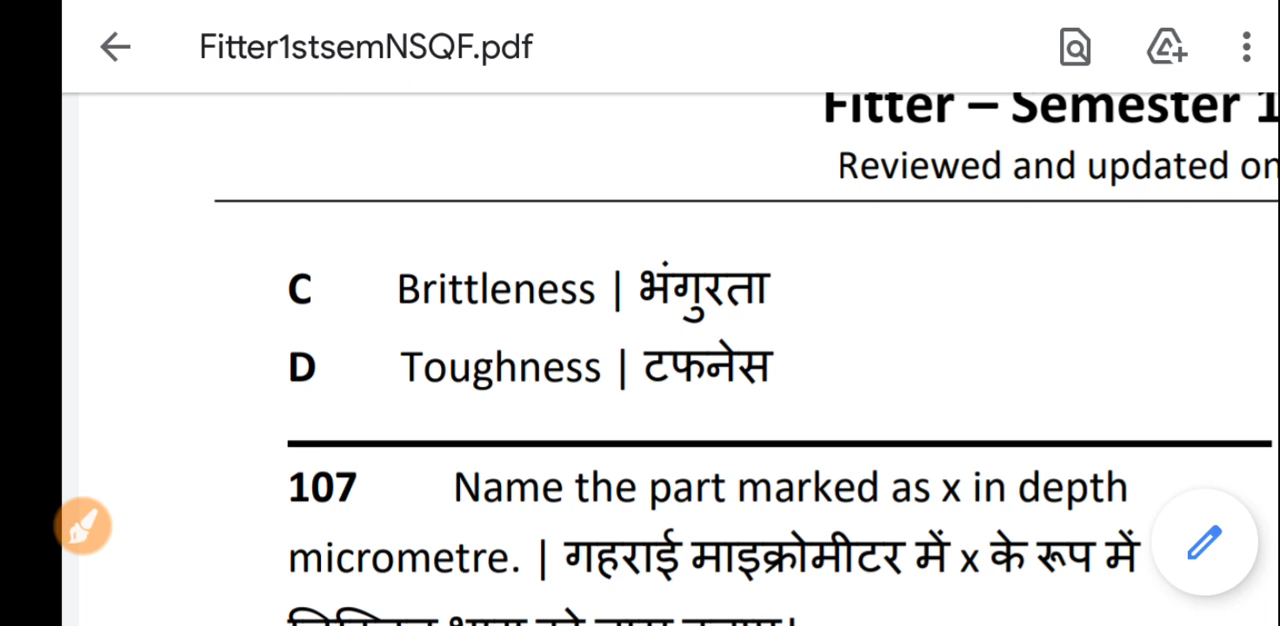 Fitter1stsemNSQF.pdf
Fitter – Semester 1
Reviewed and updated on
C Brittleness | भंगुरता
D Toughness | टफनेस
107 Name the part marked as x in depth
micrometre. | गहराई माइक्रोमीटर में x के रूप में